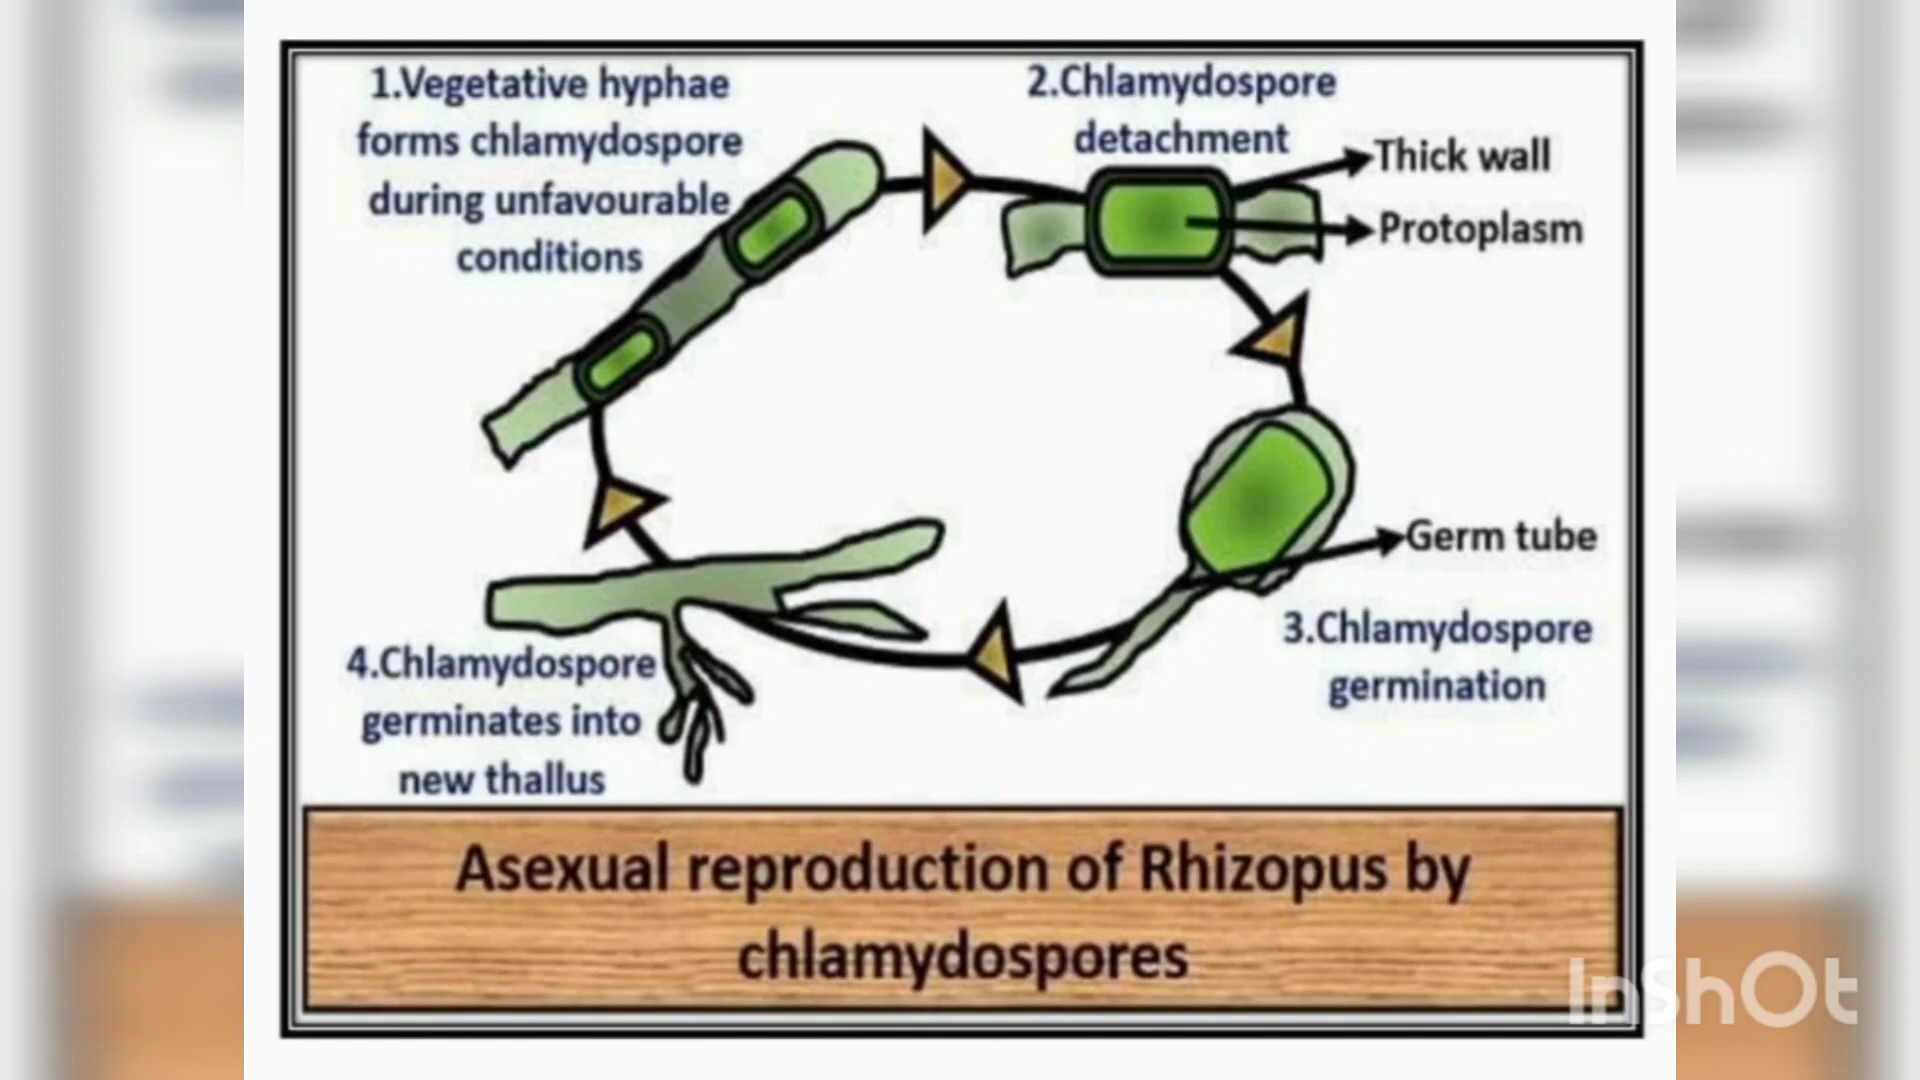 1.Vegetative hyphae
forms chlamydospore
during unfavourable
conditions
2.Chlamydospore
detachment
Thick wall
Protoplasm
Germ tube
3.Chlamydospore
germination
4.Chlamydospore
germinates into
new thallus
Asexual reproduction of Rhizopus by
chlamydospores
InShOt